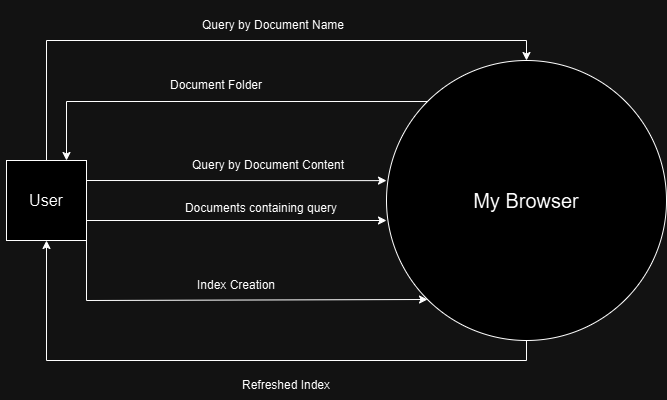 Query by Document Name
Document Folder
Query by Document Content
User
My Browser
Documents containing query
Index Creation
Refreshed Index